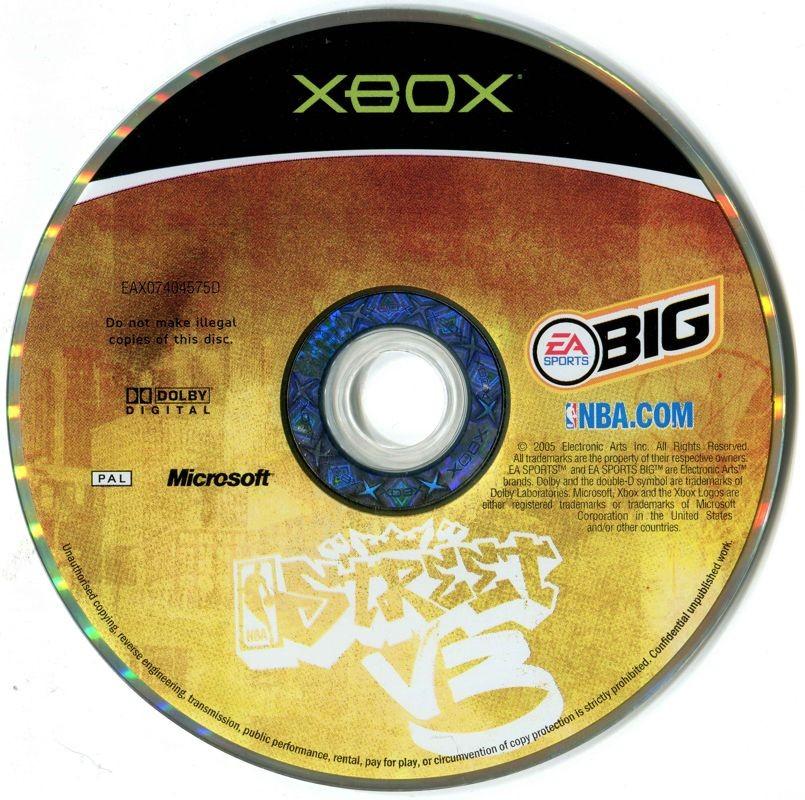 XBOX
EAX07404575D
Do not make illegal
copies of this disc.
DOLBY
DIGITAL
PAL
Microsoft
EA
SPORTS
BIG
NBA.COM
© 2005 Electronic Arts Inc. All Rights Reserved.
All trademarks are the property of their respective owners.
EA SPORTS™ and EA SPORTS BIG™ are Electronic Arts™
brands. Dolby and the double-D symbol are trademarks of
Dolby Laboratories. Microsoft, Xbox and the Xbox Logos are
either registered trademarks or trademarks of Microsoft
Corporation in the United States
and/or other countries.
XBOX
NBA
STREET
V3
Unauthorised copying, reverse engineering, transmission, public performance, rental, pay for play, or circumvention of copy protection is strictly prohibited. Confidential unpublished work.